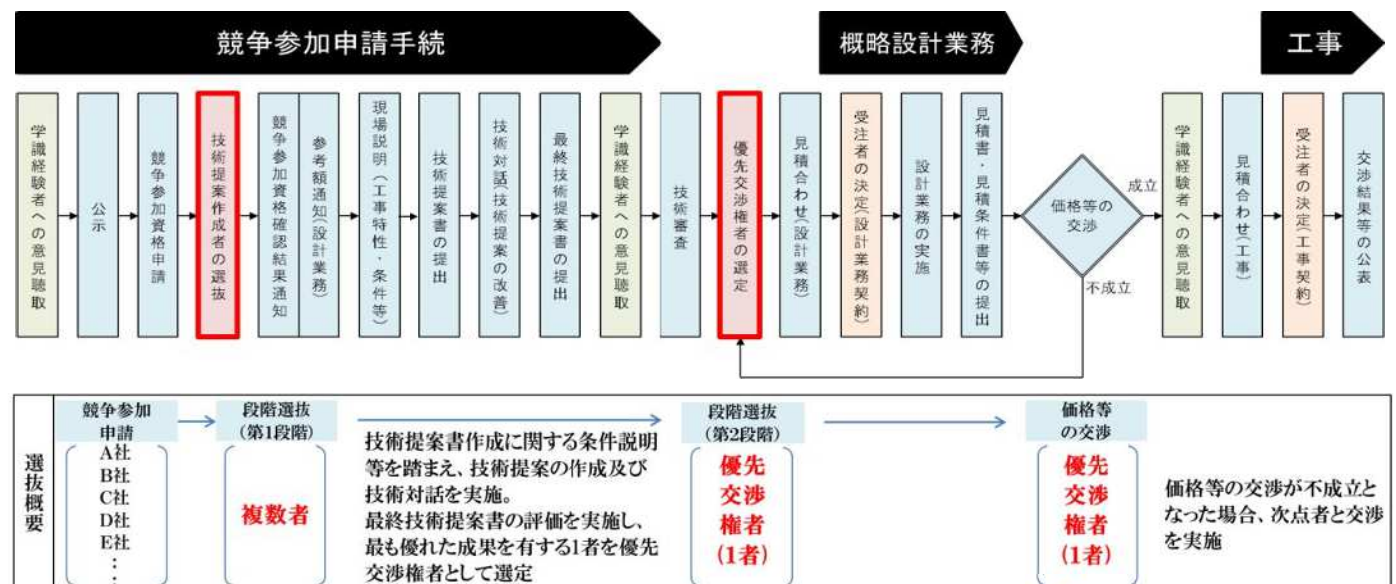 競争参加申請手続
概略設計業務
工事
学識経験者への意見聴取
公示
競争参加資格申請
技術提案作成者の選抜
競争参加資格確認結果通知
参考額通知(設計業務)
現場説明(工事特性・条件等)
技術提案書の提出
技術対話(技術提案の改善)
最終技術提案書の提出
学識経験者への意見聴取
技術審査
優先交渉権者の選定
見積合わせ(設計業務)
受注者の決定(設計業務契約)
設計業務の実施
見積書・見積条件書等の提出
価格等の
交渉
成立
不成立
学識経験者への意見聴取
見積合わせ(工事)
受注者の決定(工事契約)
交渉結果等の公表
選抜概要
競争参加
申請
A社
B社
C社
D社
E社
:
段階選抜
(第1段階)
複数者
技術提案書作成に関する条件説明
等を踏まえ、技術提案の作成及び
技術対話を実施。
最終技術提案書の評価を実施し、
最も優れた成果を有する1者を優先
交渉権者として選定
段階選抜
(第2段階)
優先
交渉
権者
(1者)
価格等
の交渉
優先
交渉
権者
(1者)
価格等の交渉が不成立と
なった場合、次点者と交渉
を実施